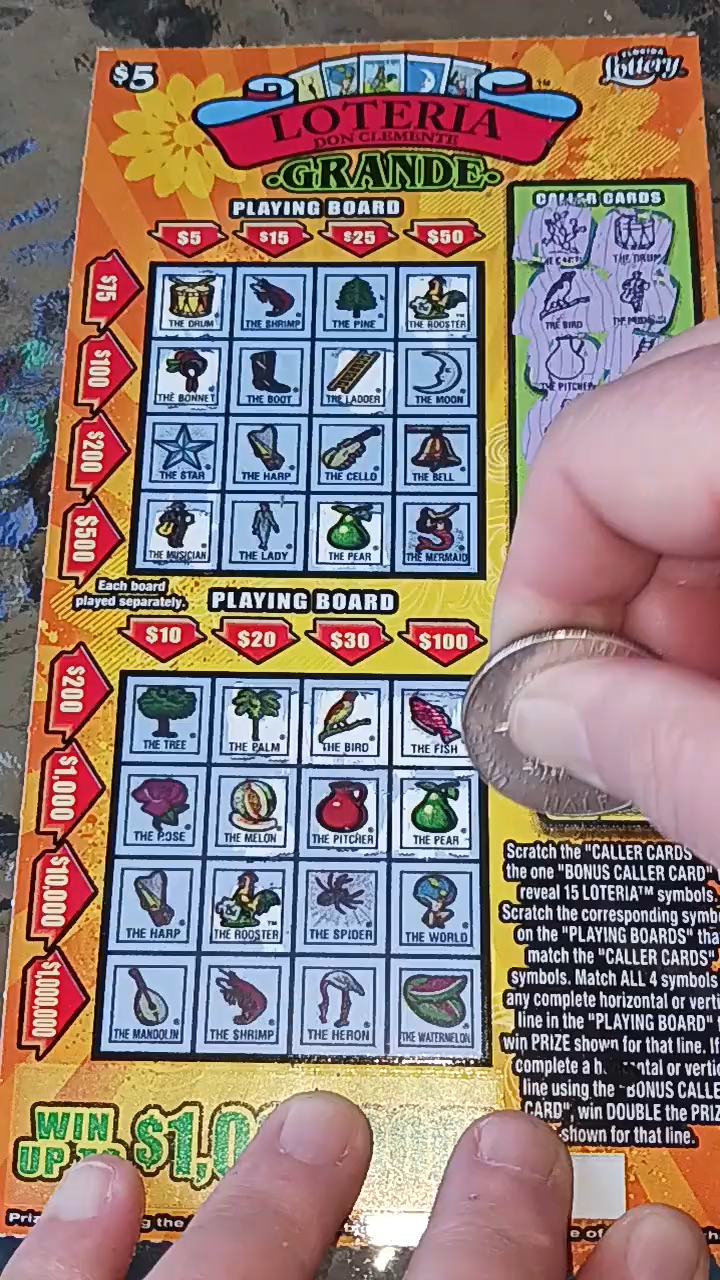 $5
FLORIDA
Lottery
LOTERIA
DON CLEMENTE
GRANDE
CALLER CARDS
THE DRUM
THE BIRD
THE PITCHER
PLAYING BOARD
$5 $15 $25 $50
$75
THE DRUM THE SHRIMP THE PINE THE ROOSTER
$100
THE BONNET THE BOOT THE LADDER THE MOON
$200
THE STAR THE HARP THE CELLO THE BELL
$500
THE MUSICIAN THE LADY THE PEAR THE MERMAID
Each board
played separately.
PLAYING BOARD
$10 $20 $30 $100
$200
THE TREE THE PALM THE BIRD THE FISH
$1,000
THE ROSE THE MELON THE PITCHER THE PEAR
$10,000
THE HARP THE ROOSTER THE SPIDER THE WORLD
$1,000,000
THE MANDOLIN THE SHRIMP THE HERON THE WATERMELON
HALF
Scratch the "CALLER CARDS
the one "BONUS CALLER CARD"
reveal 15 LOTERIA™ symbols.
Scratch the corresponding symb
on the "PLAYING BOARDS" tha
match the "CALLER CARDS"
symbols. Match ALL 4 symbols
any complete horizontal or verti
line in the "PLAYING BOARD"
win PRIZE shown for that line. If
complete a h ntal or vertic
line using the "BONUS CALLE
CARD", win DOUBLE the PRIZ
shown for that line.
WIN
UP $1,0
Priz g the e of